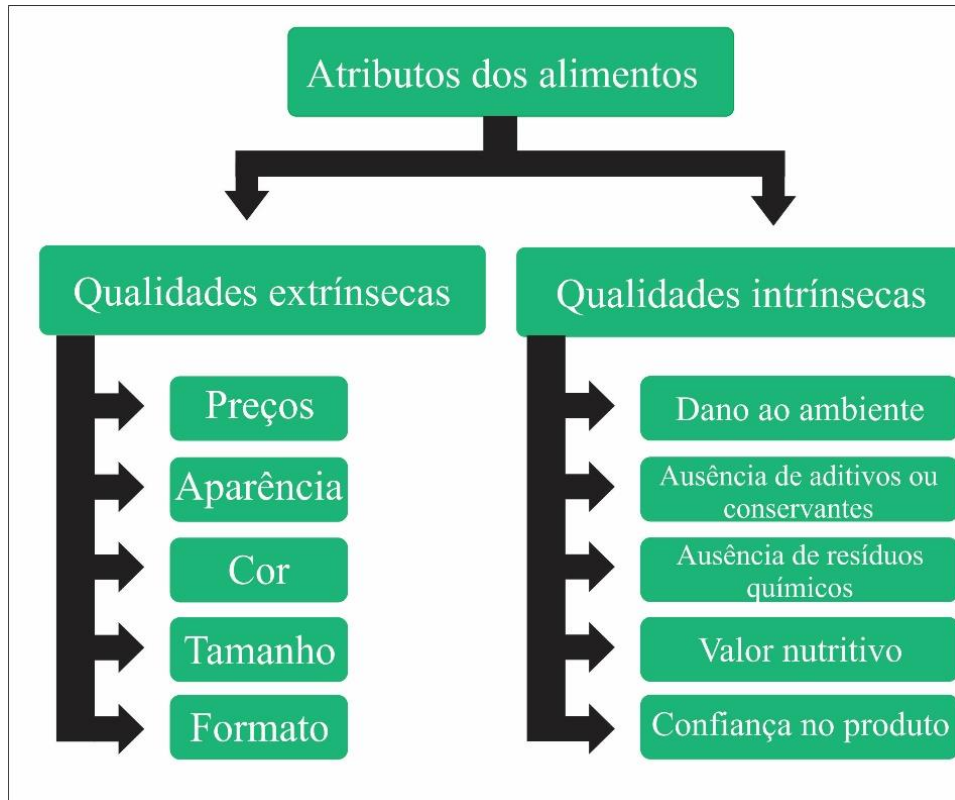 Atributos dos alimentos
Qualidades extrínsecas
Preços
Aparência
Cor
Tamanho
Formato
Qualidades intrínsecas
Dano ao ambiente
Ausência de aditivos ou
conservantes
Ausência de resíduos
químicos
Valor nutritivo
Confiança no produto